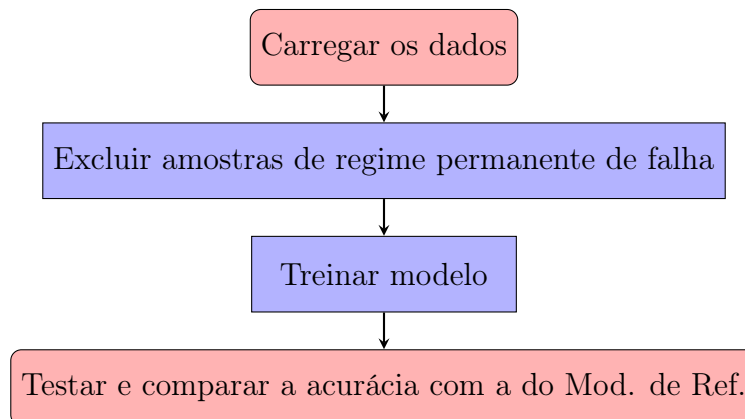 Carregar os dados
Excluir amostras de regime permanente de falha
Treinar modelo
Testar e comparar a acurácia com a do Mod. de Ref.